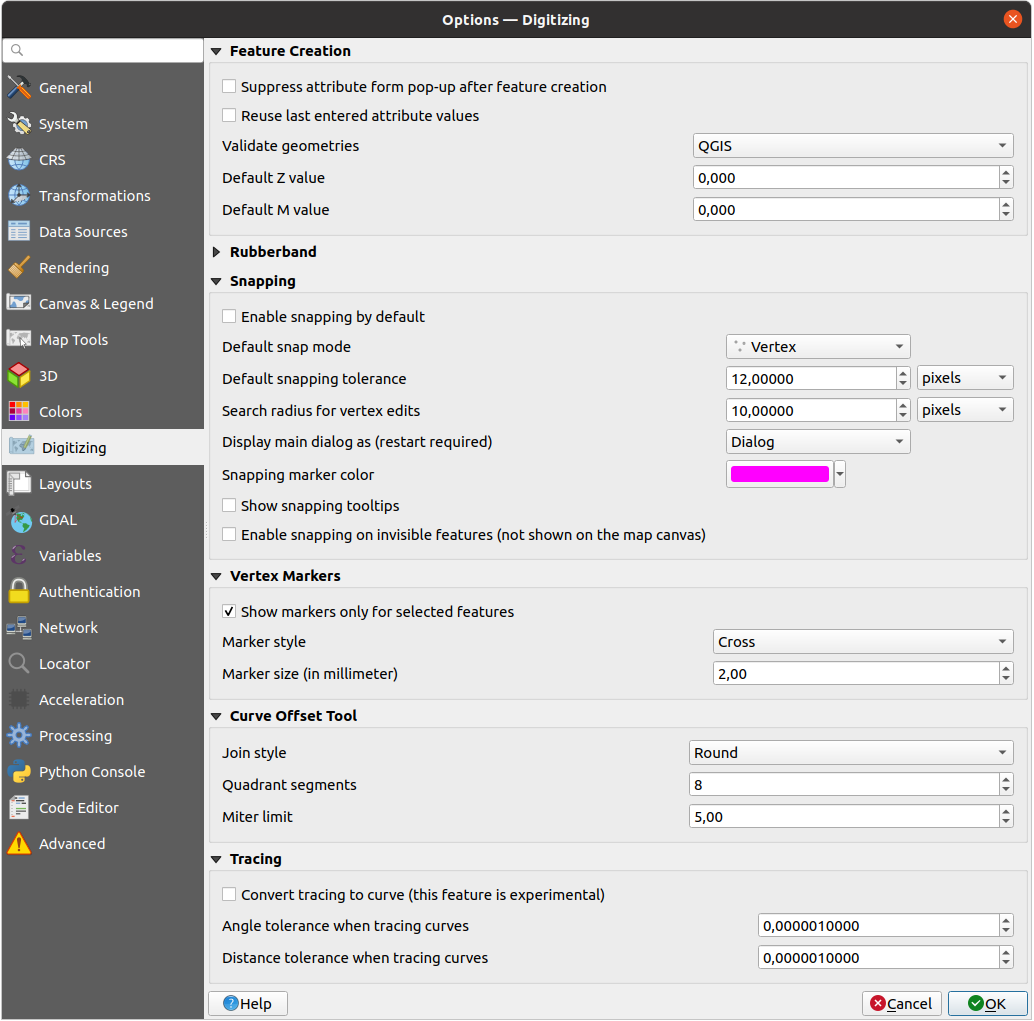 Options — Digitizing
General
System
CRS
Transformations
Data Sources
Rendering
Canvas & Legend
Map Tools
3D
Colors
Digitizing
Layouts
GDAL
Variables
Authentication
Network
Locator
Acceleration
Processing
Python Console
Code Editor
Advanced
Feature Creation
Suppress attribute form pop-up after feature creation
Reuse last entered attribute values
Validate geometries QGIS
Default Z value 0,000
Default M value 0,000
Rubberband
Snapping
Enable snapping by default
Default snap mode Vertex
Default snapping tolerance 12,00000 pixels
Search radius for vertex edits 10,00000 pixels
Display main dialog as (restart required) Dialog
Snapping marker color
Show snapping tooltips
Enable snapping on invisible features (not shown on the map canvas)
Vertex Markers
Show markers only for selected features
Marker style Cross
Marker size (in millimeter) 2,00
Curve Offset Tool
Join style Round
Quadrant segments 8
Miter limit 5,00
Tracing
Convert tracing to curve (this feature is experimental)
Angle tolerance when tracing curves 0,0000010000
Distance tolerance when tracing curves 0,0000010000
Help Cancel OK